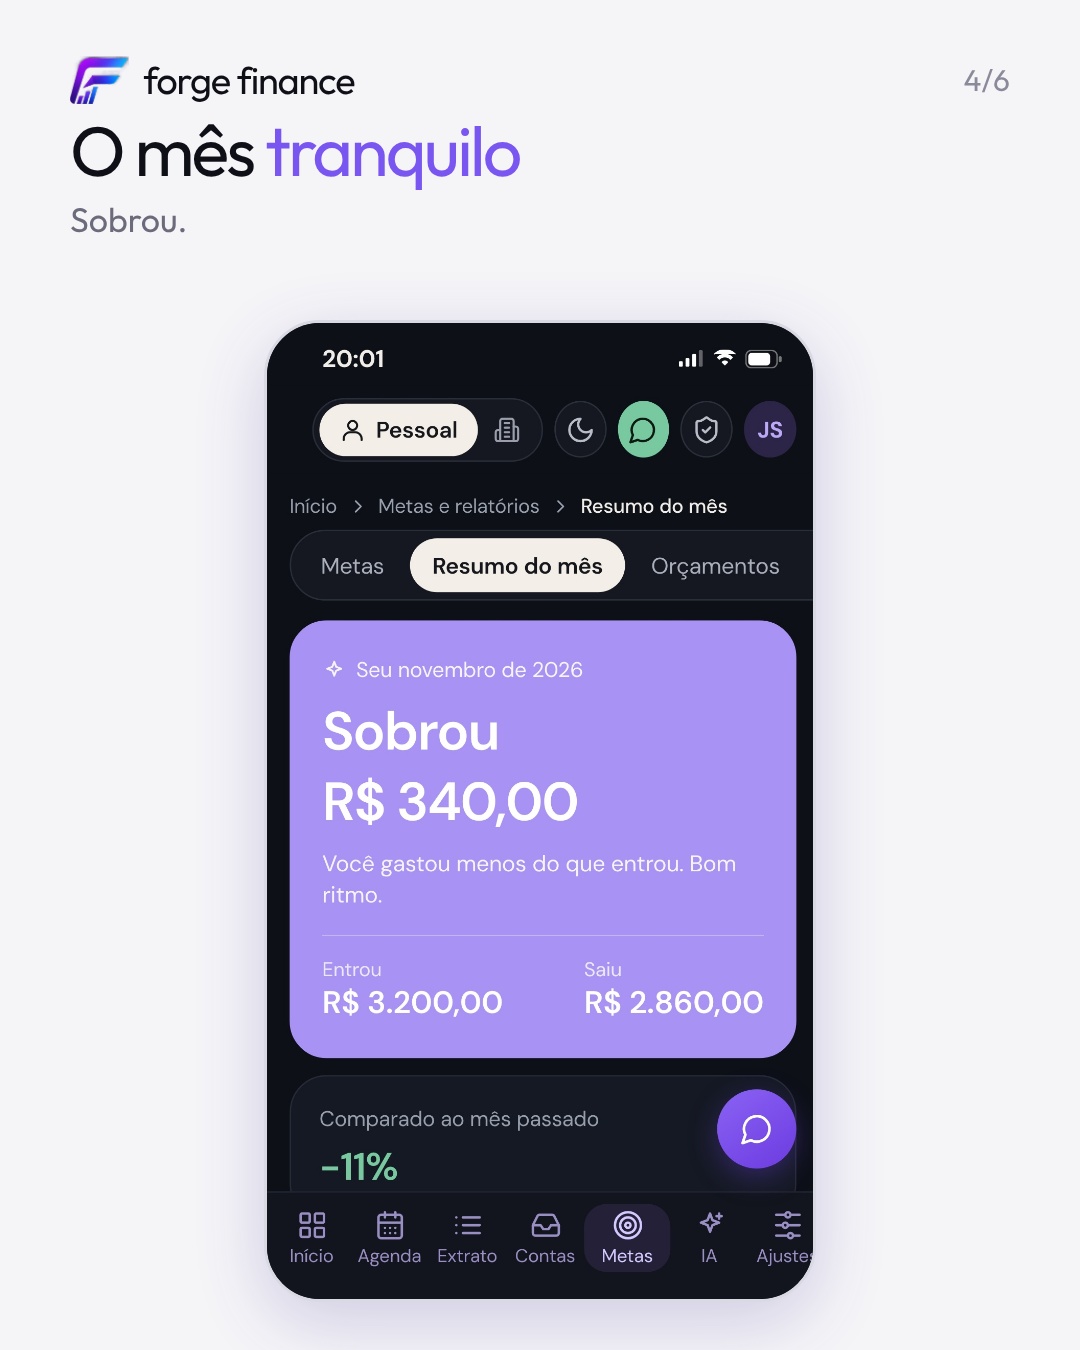 forge finance
4/6
O mês tranquilo
Sobrou.
20:01
Pessoal
JS
Início > Metas e relatórios > Resumo do mês
Metas Resumo do mês Orçamentos
Seu novembro de 2026
Sobrou
R$ 340,00
Você gastou menos do que entrou. Bom
ritmo.
Entrou Saiu
R$ 3.200,00 R$ 2.860,00
Comparado ao mês passado
-11%
Início Agenda Extrato Contas Metas IA Ajustes